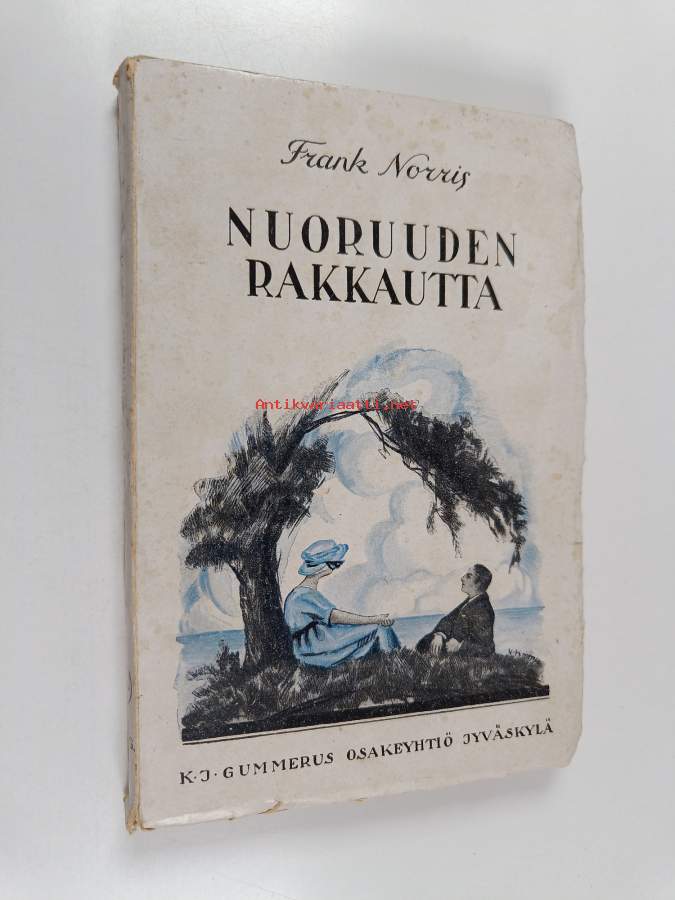 Frank Norris
NUORUUDEN
RAKKAUTTA
Antikvariaatti.net
K·J·GUMMERUS OSAKEYHTIÖ JYVÄSKYLÄ